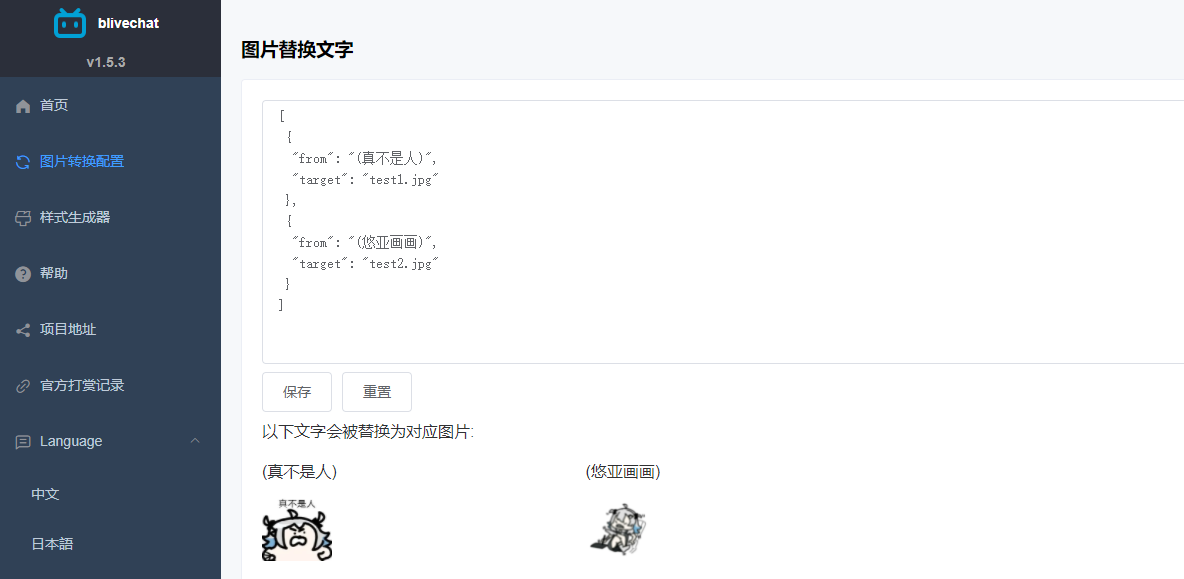 blivechat
v1.5.3
首页
图片转换配置
样式生成器
帮助
项目地址
官方打赏记录
Language
中文
日本語
图片替换文字
[
{
"from": "(真不是人)",
"target": "test1.jpg"
},
{
"from": "(悠亚画画)",
"target": "test2.jpg"
}
]
保存 重置
以下文字会被替换为对应图片:
(真不是人) (悠亚画画)
真不是人